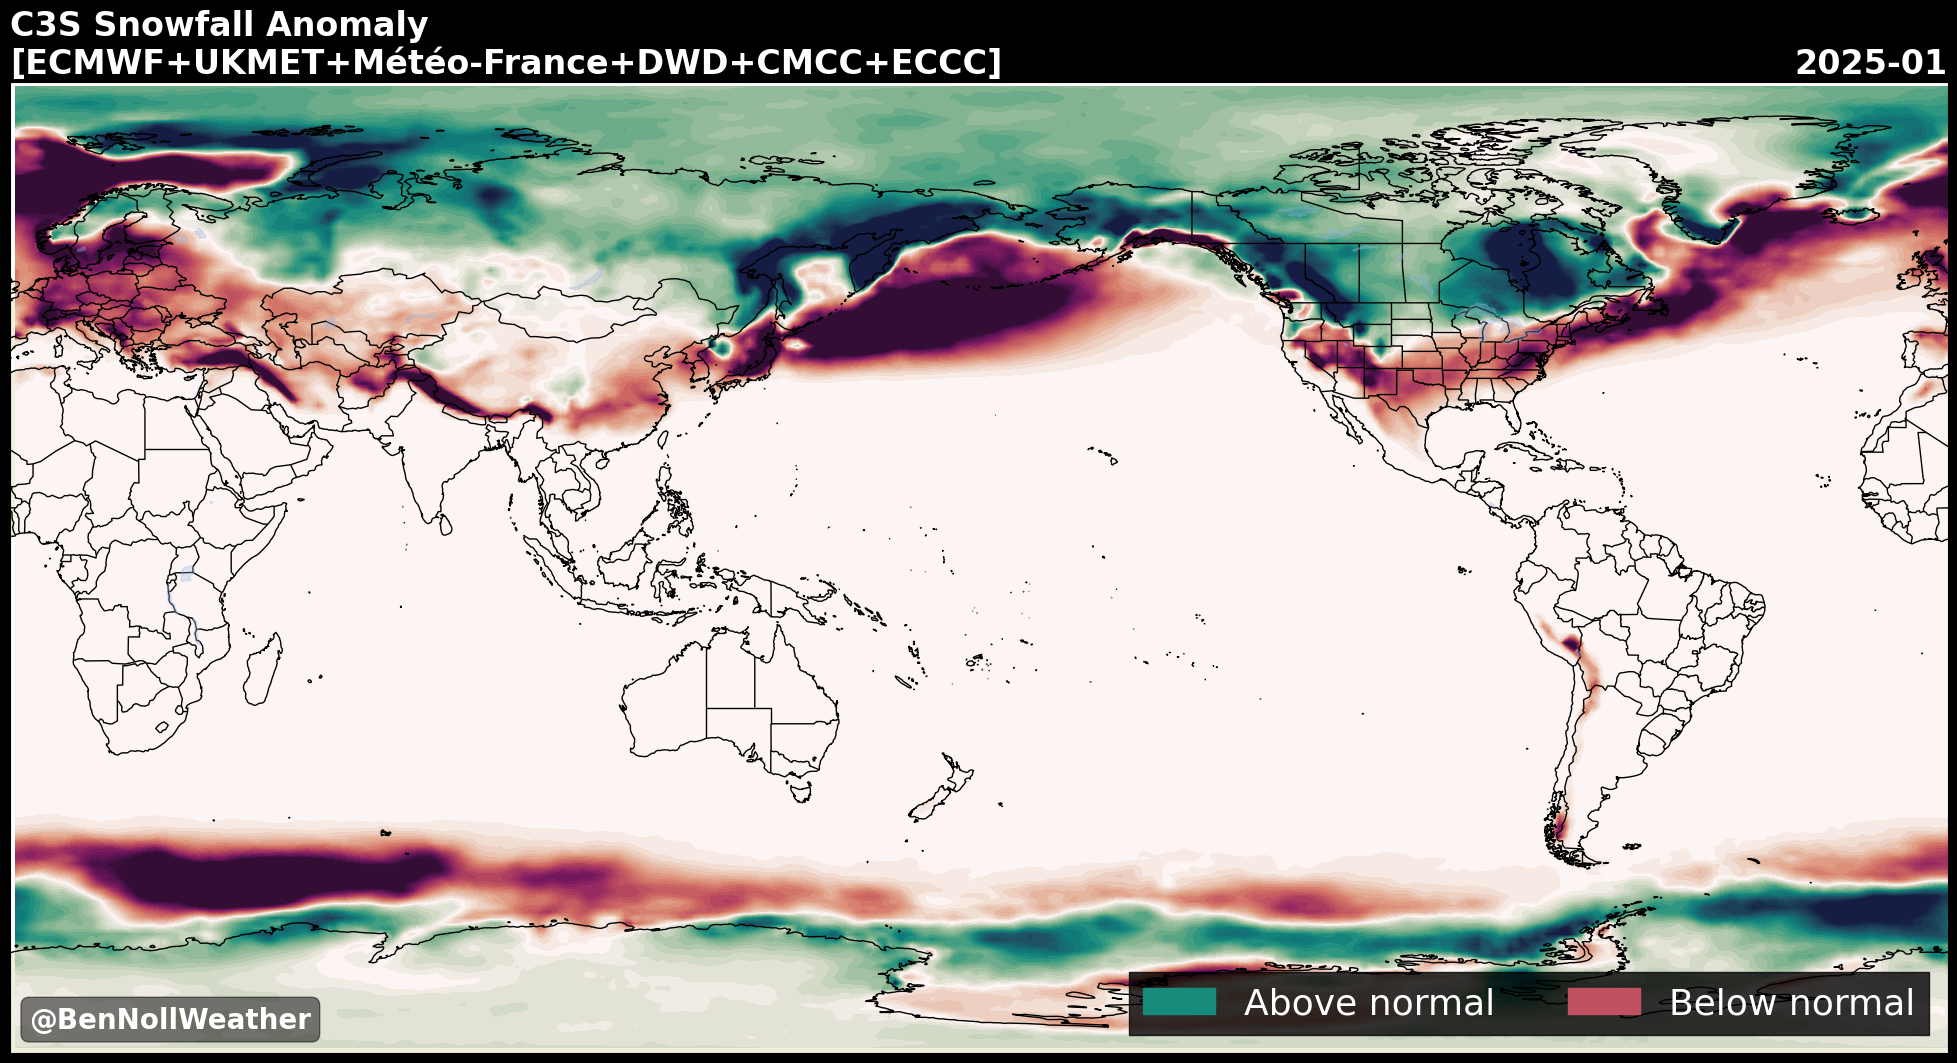 C3S Snowfall Anomaly
[ECMWF+UKMET+Météo-France+DWD+CMCC+ECCC]
2025-01
@BenNollWeather
Above normal
Below normal